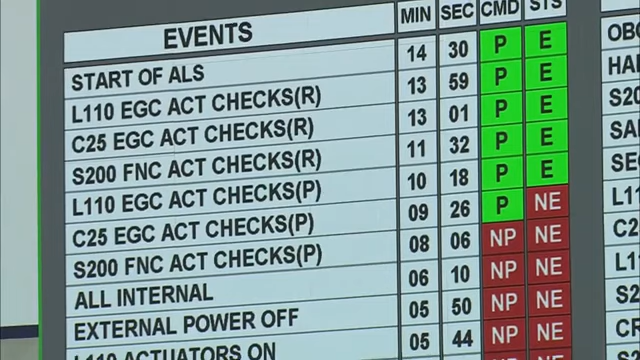 EVENTS MIN SEC CMD STS
START OF ALS 14 30 P E
L110 EGC ACT CHECKS(R) 13 59 P E
C25 EGC ACT CHECKS(R) 13 01 P E
S200 FNC ACT CHECKS(R) 11 32 P E
L110 EGC ACT CHECKS(P) 10 18 P E
C25 EGC ACT CHECKS(P) 09 26 P NE
S200 FNC ACT CHECKS(P) 08 06 NP NE
ALL INTERNAL 06 10 NP NE
EXTERNAL POWER OFF 05 50 NP NE
L110 ACTUATORS ON 05 44 NP NE